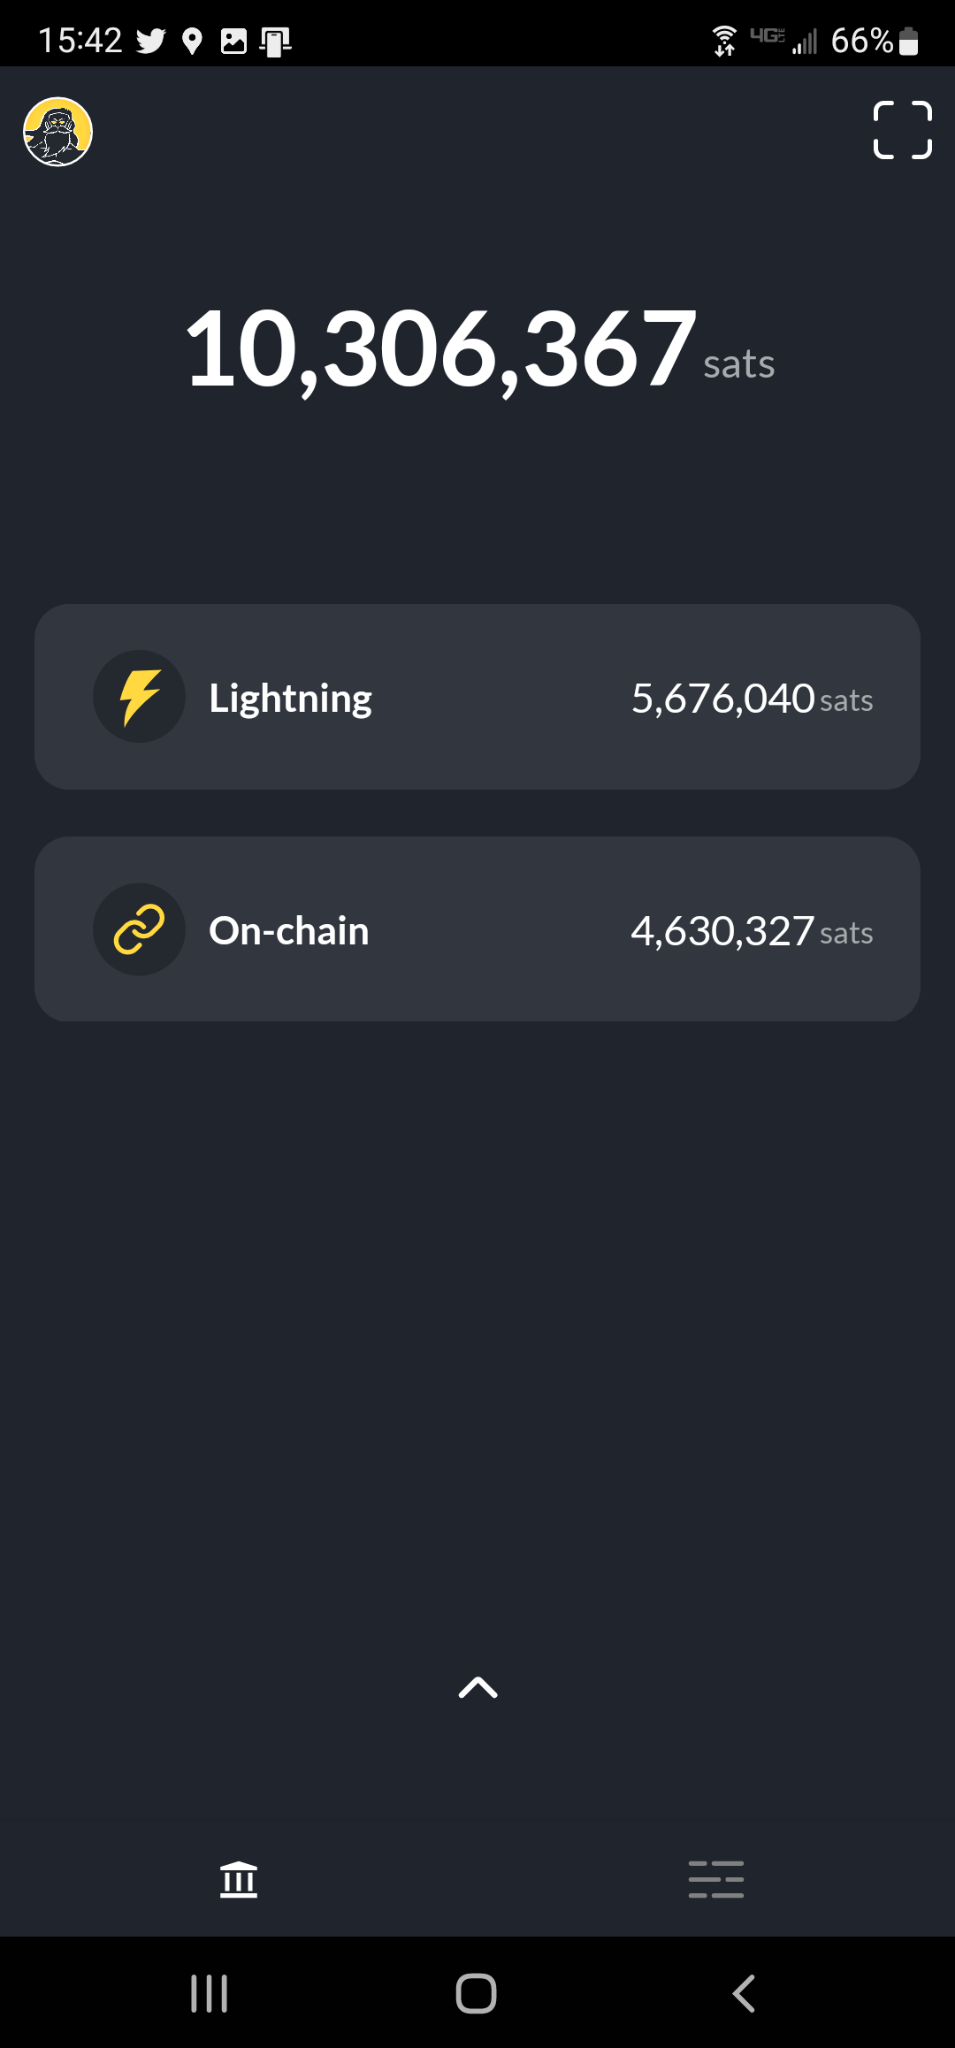 15:42 4G LTE 66%
10,306,367 sats
Lightning 5,676,040 sats
On-chain 4,630,327 sats